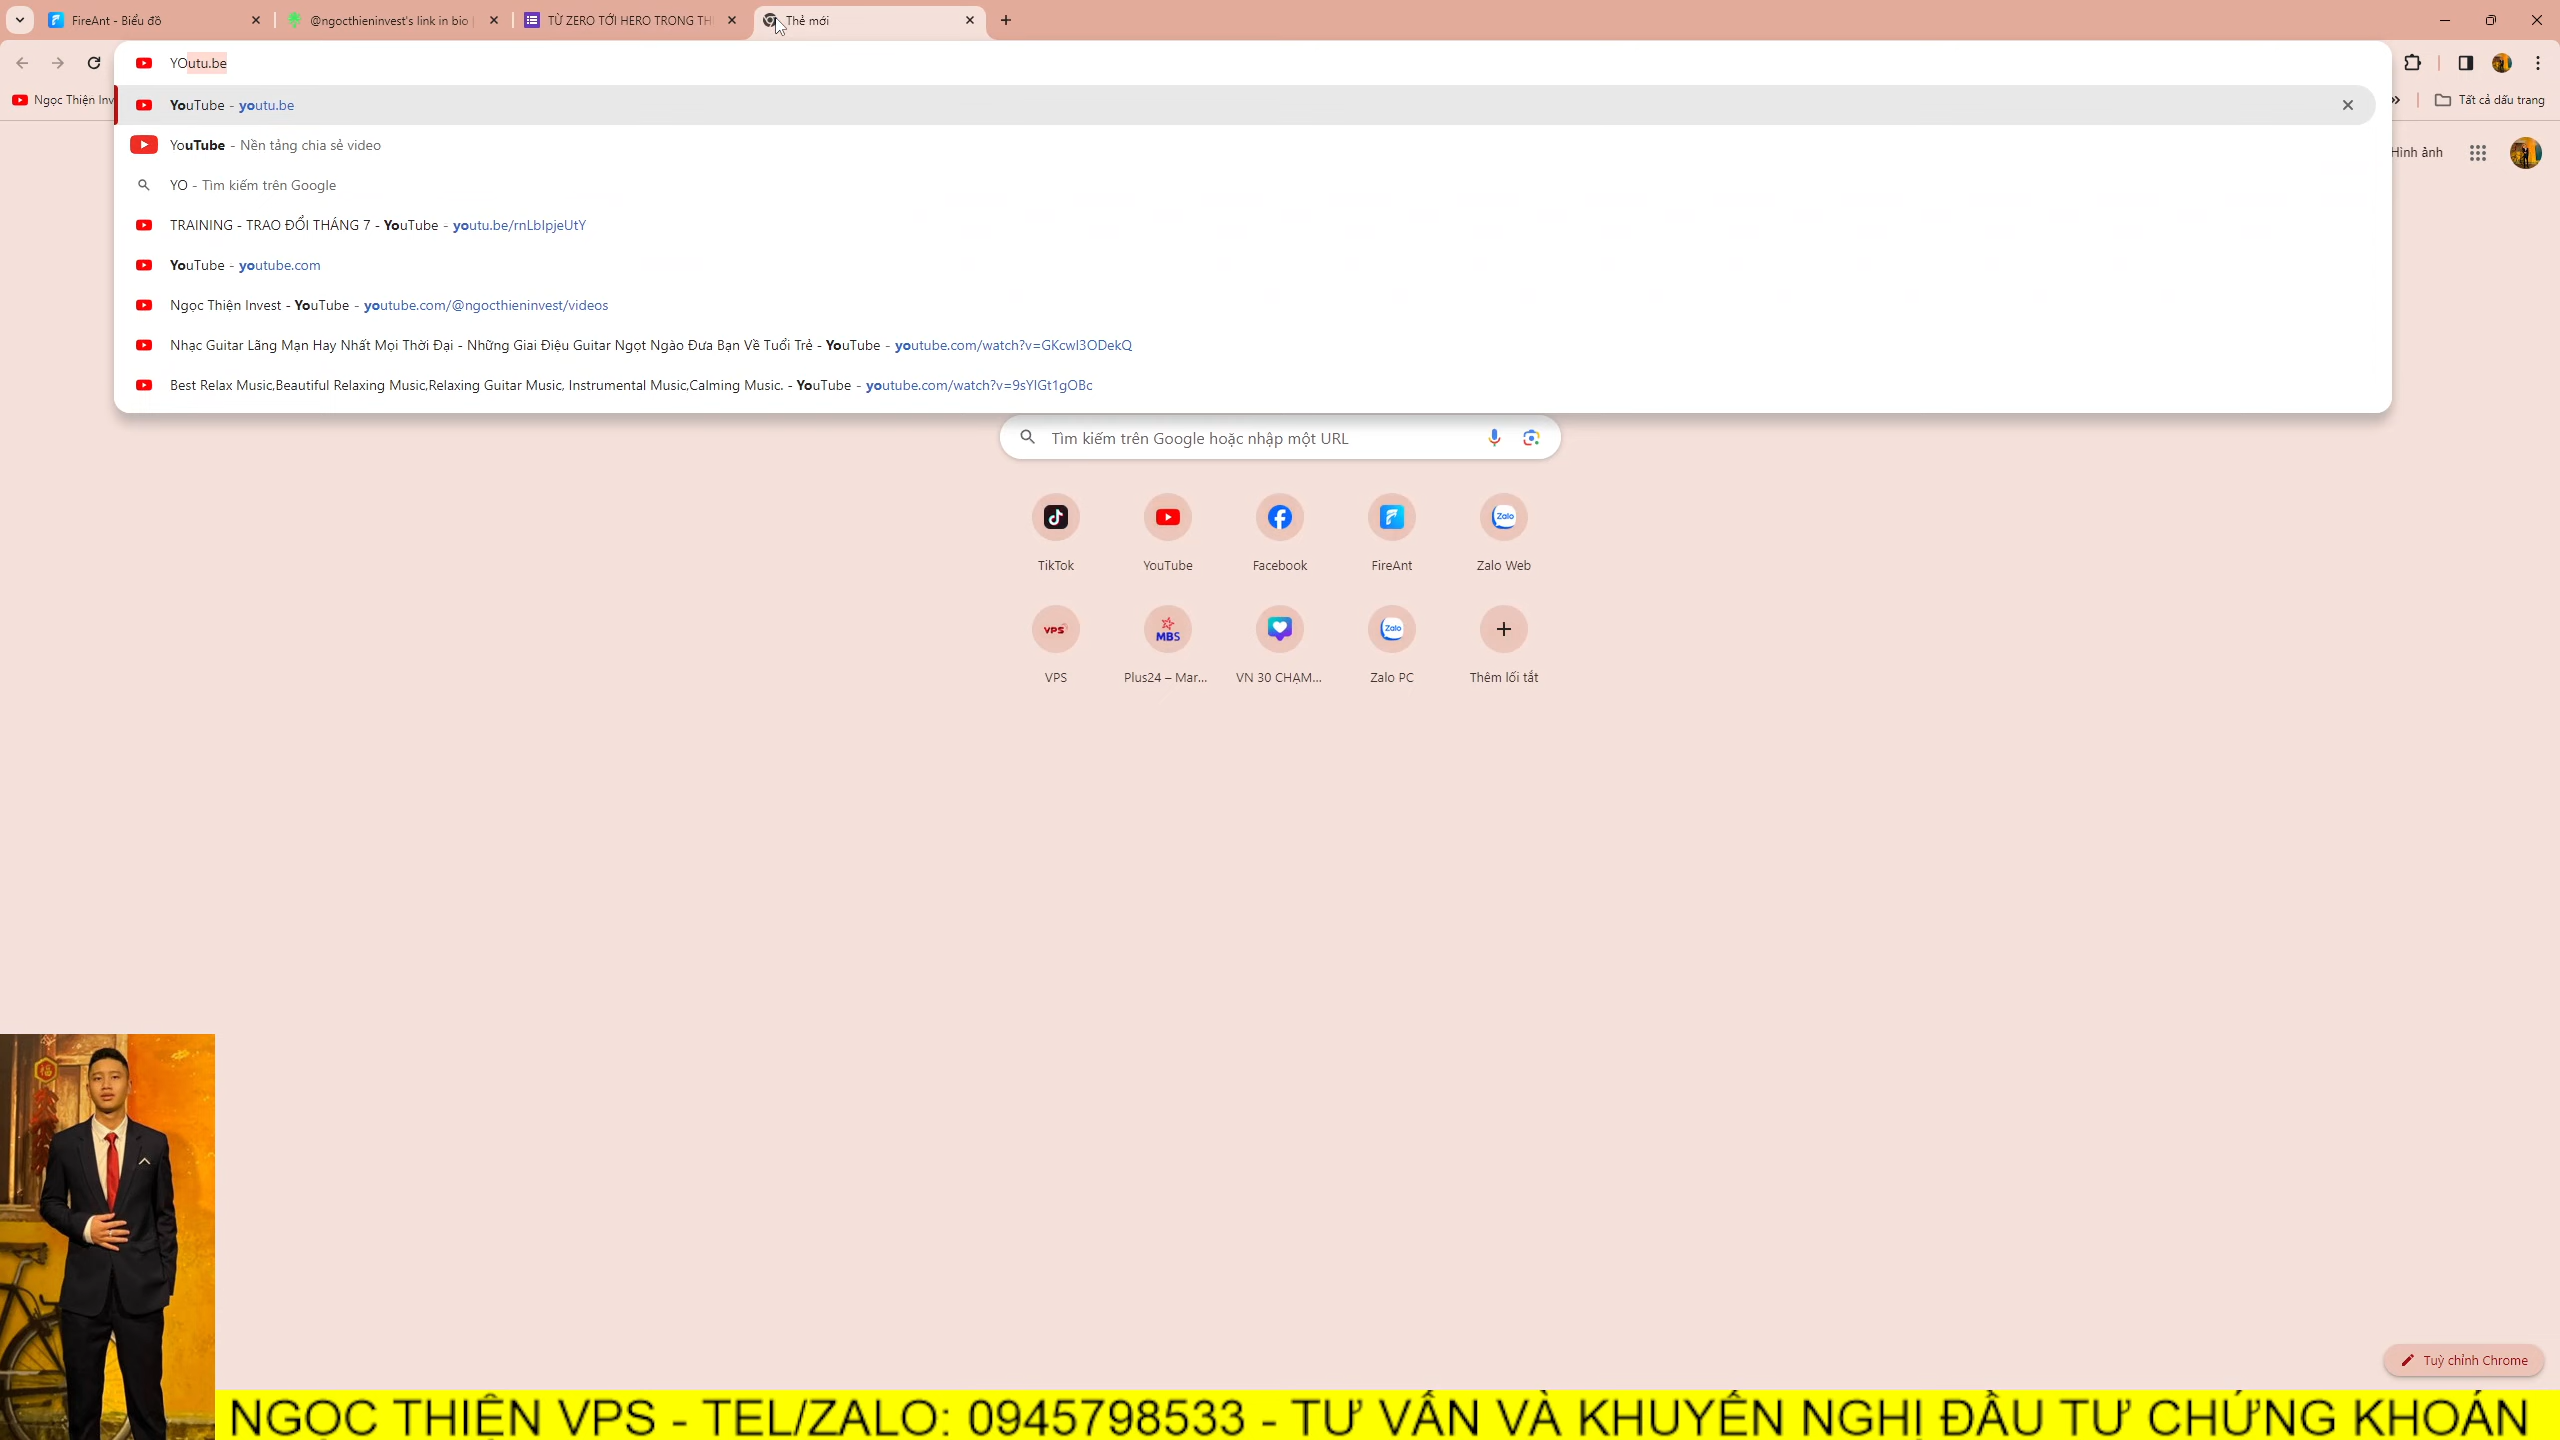 FireAnt - Biểu đồ
@ngocthieninvest's link in bio
TỪ ZERO TỚI HERO TRONG TH
Thẻ mới
YOutu.be
Ngọc Thiện Inv
Tất cả dấu trang
YouTube - youtu.be
YouTube - Nền tảng chia sẻ video
YO - Tìm kiếm trên Google
TRAINING - TRAO ĐỔI THÁNG 7 - YouTube - youtu.be/rnLbIpjeUtY
YouTube - youtube.com
Ngọc Thiện Invest - YouTube - youtube.com/@ngocthieninvest/videos
Nhạc Guitar Lãng Mạn Hay Nhất Mọi Thời Đại - Những Giai Điệu Guitar Ngọt Ngào Đưa Bạn Về Tuổi Trẻ - YouTube - youtube.com/watch?v=GKcwI3ODekQ
Best Relax Music,Beautiful Relaxing Music,Relaxing Guitar Music, Instrumental Music,Calming Music. - YouTube - youtube.com/watch?v=9sYIGt1gOBc
Hình ảnh
Tìm kiếm trên Google hoặc nhập một URL
TikTok
YouTube
Facebook
FireAnt
Zalo
Zalo Web
VPS
MBS
Zalo
VPS
Plus24 – Mar...
VN 30 CHẠM...
Zalo PC
Thêm lối tắt
Tuỳ chỉnh Chrome
NGỌC THIỆN VPS - TEL/ZALO: 0945798533 - TƯ VẤN VÀ KHUYẾN NGHỊ ĐẦU TƯ CHỨNG KHOÁN